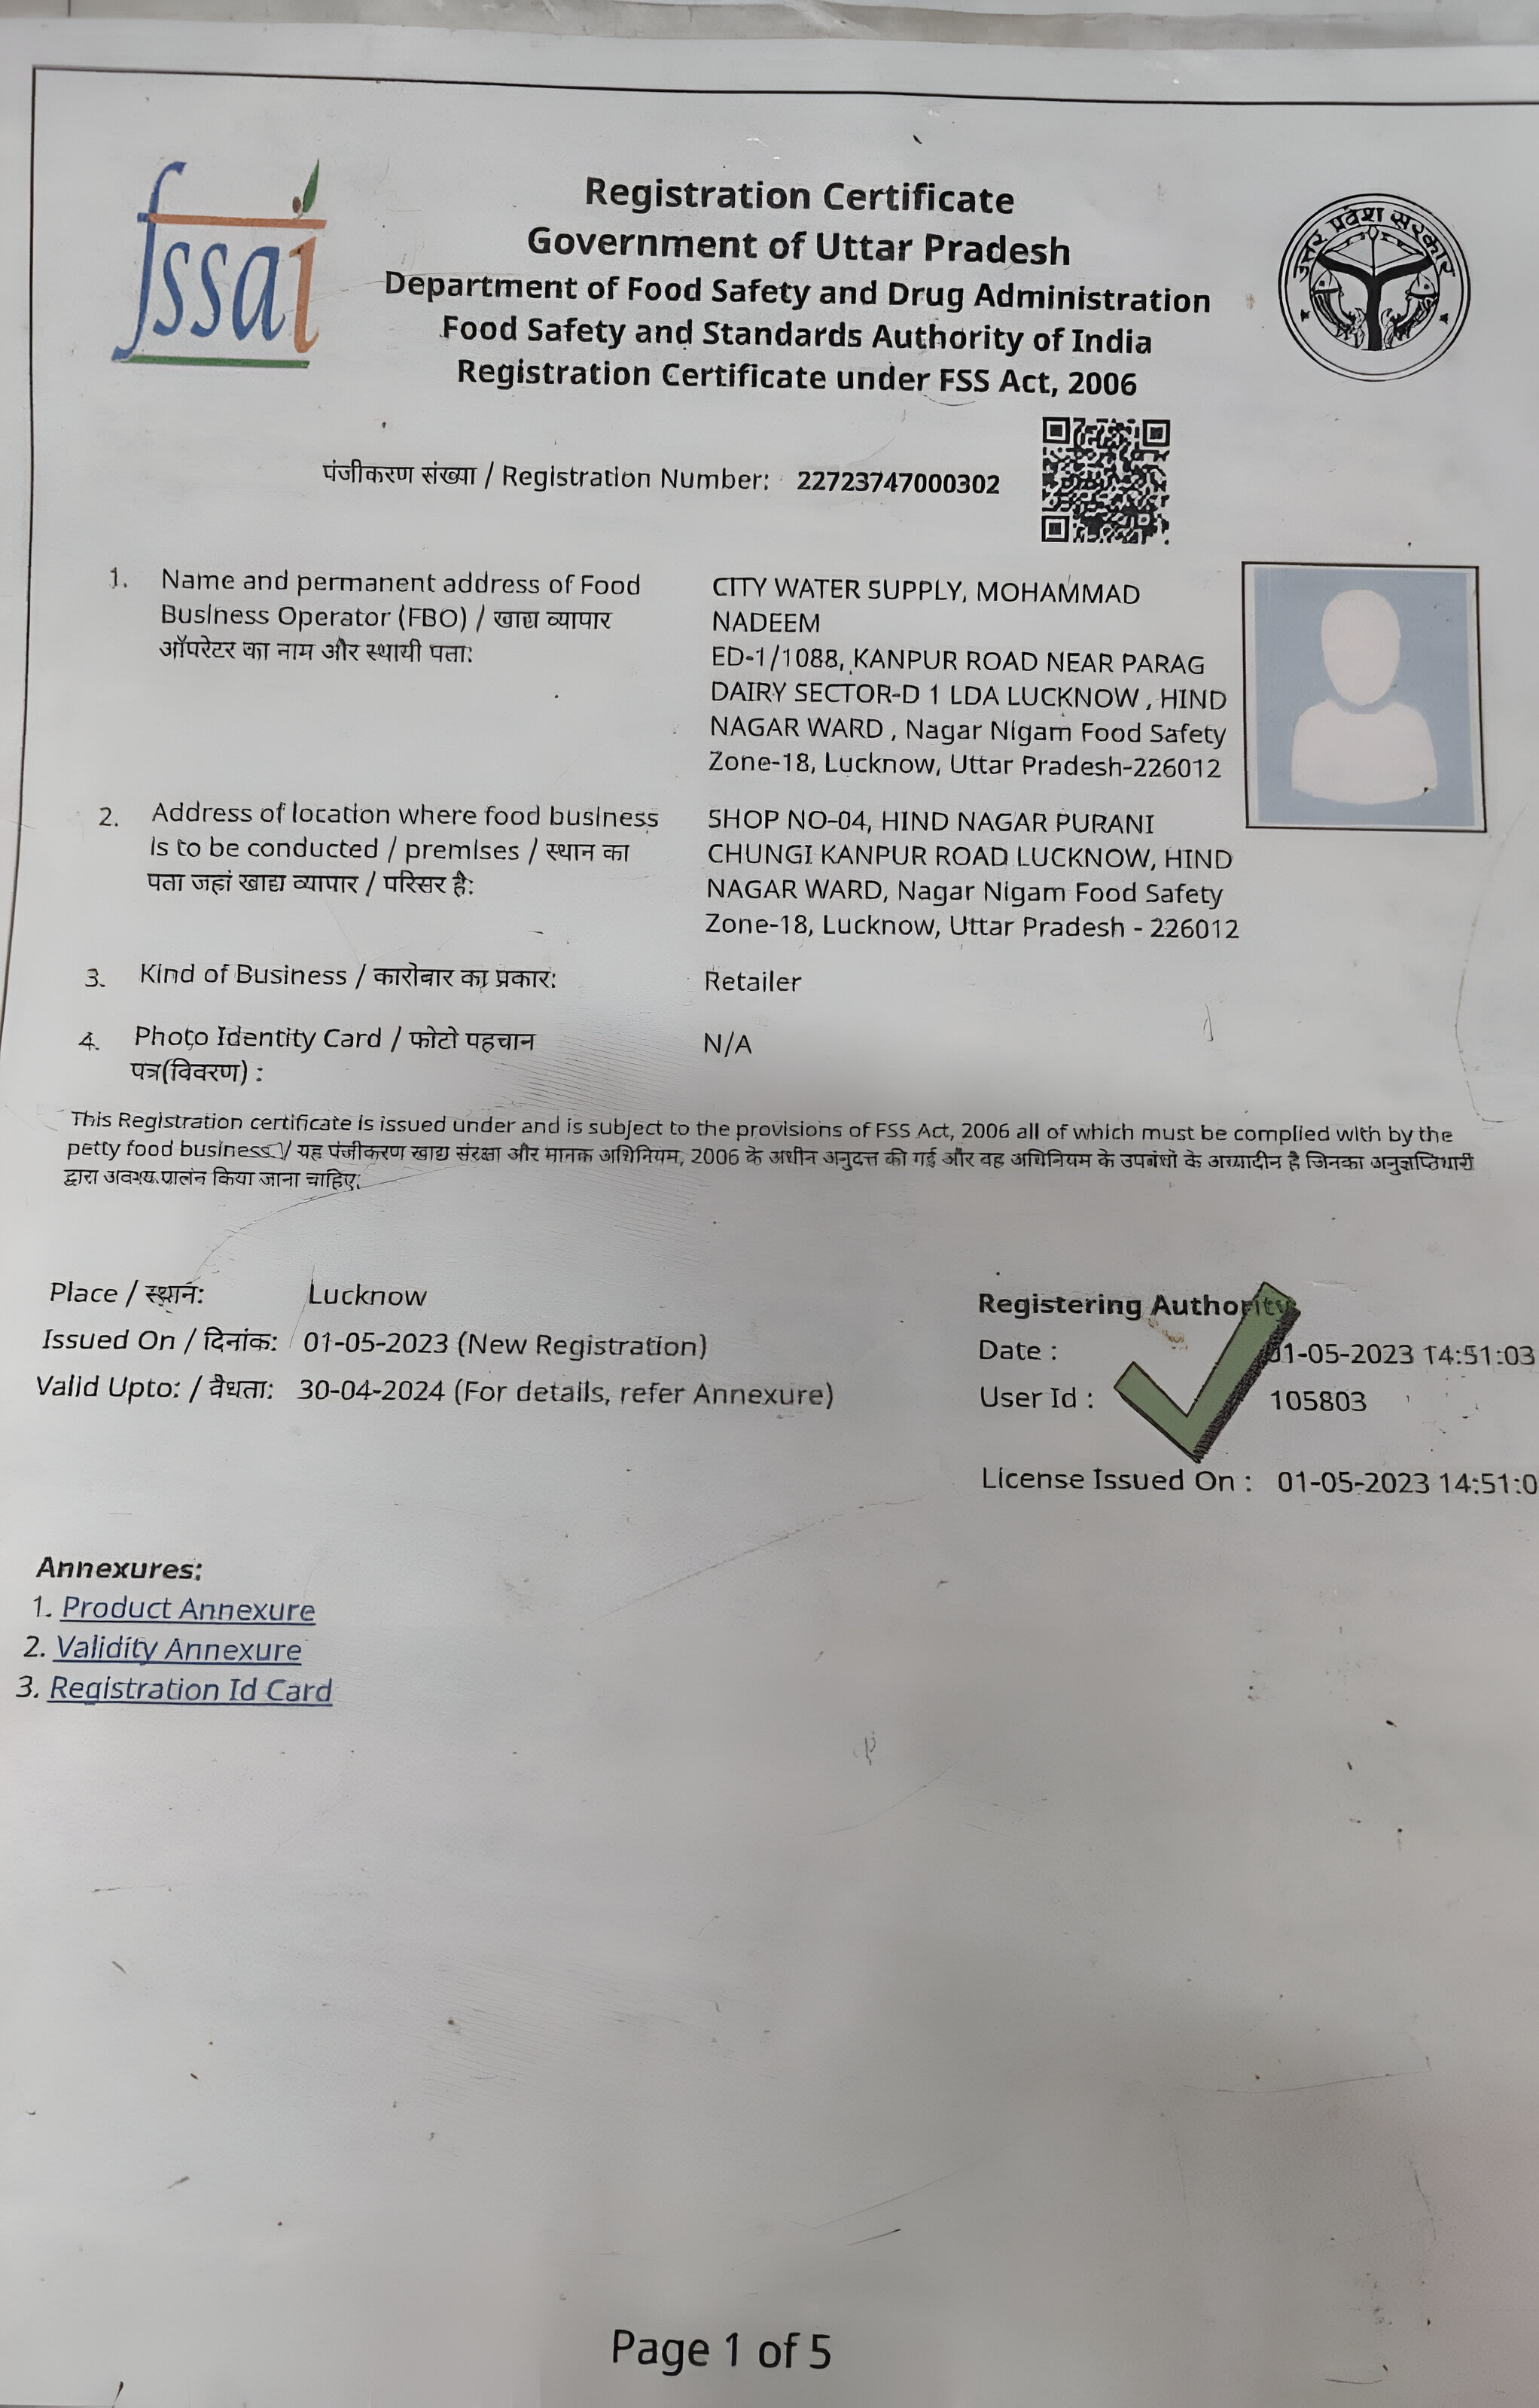 fssai
Registration Certificate
Government of Uttar Pradesh
Department of Food Safety and Drug Administration
Food Safety and Standards Authority of India
Registration Certificate under FSS Act, 2006
उत्तर प्रदेश सरकार
पंजीकरण संख्या / Registration Number: 22723747000302
1. Name and permanent address of Food
Business Operator (FBO) / खाद्य व्यापार
ऑपरेटर का नाम और स्थायी पता:
CITY WATER SUPPLY, MOHAMMAD
NADEEM
ED-1/1088, KANPUR ROAD NEAR PARAG
DAIRY SECTOR-D 1 LDA LUCKNOW , HIND
NAGAR WARD , Nagar Nigam Food Safety
Zone-18, Lucknow, Uttar Pradesh-226012
2. Address of location where food business
is to be conducted / premises / स्थान का
पता जहां खाद्य व्यापार / परिसर है:
SHOP NO-04, HIND NAGAR PURANI
CHUNGI KANPUR ROAD LUCKNOW, HIND
NAGAR WARD, Nagar Nigam Food Safety
Zone-18, Lucknow, Uttar Pradesh - 226012
3. Kind of Business / कारोबार का प्रकार: Retailer
4. Photo Identity Card / फोटो पहचान
पत्र(विवरण) :
N/A
This Registration certificate is issued under and is subject to the provisions of FSS Act, 2006 all of which must be complied with by the
petty food business. / यह पंजीकरण खाद्य संरक्षा और मानक अधिनियम, 2006 के अधीन अनुदत्त की गई और वह अधिनियम के उपबंधों के अध्यादीन है जिनका अनुज्ञप्तिधारी
द्वारा अवश्य पालन किया जाना चाहिए:
Place / स्थान: Lucknow
Issued On / दिनांक: 01-05-2023 (New Registration)
Valid Upto: / वैधता: 30-04-2024 (For details, refer Annexure)
Registering Authority
Date : 01-05-2023 14:51:03
User Id : 105803
License Issued On : 01-05-2023 14:51:0
Annexures:
1. Product Annexure
2. Validity Annexure
3. Registration Id Card
Page 1 of 5